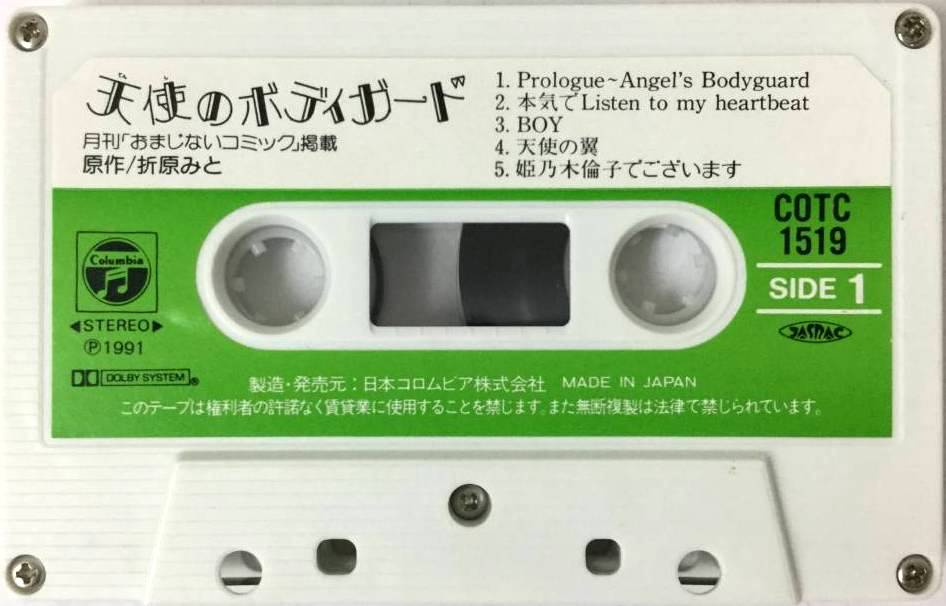 天使のボディガード
てんし
月刊「おまじないコミック」掲載
原作/折原みと
1. Prologue~Angel's Bodyguard
2. 本気でListen to my heartbeat
3. BOY
4. 天使の翼
5. 姫乃木倫子でございます
COTC
1519
SIDE 1
JASRAC
Columbia
◀STEREO▶
Ⓟ1991
DOLBY SYSTEM®
製造・発売元:日本コロムビア株式会社 MADE IN JAPAN
このテープは権利者の許諾なく賃貸業に使用することを禁じます。また無断複製は法律で禁じられています。